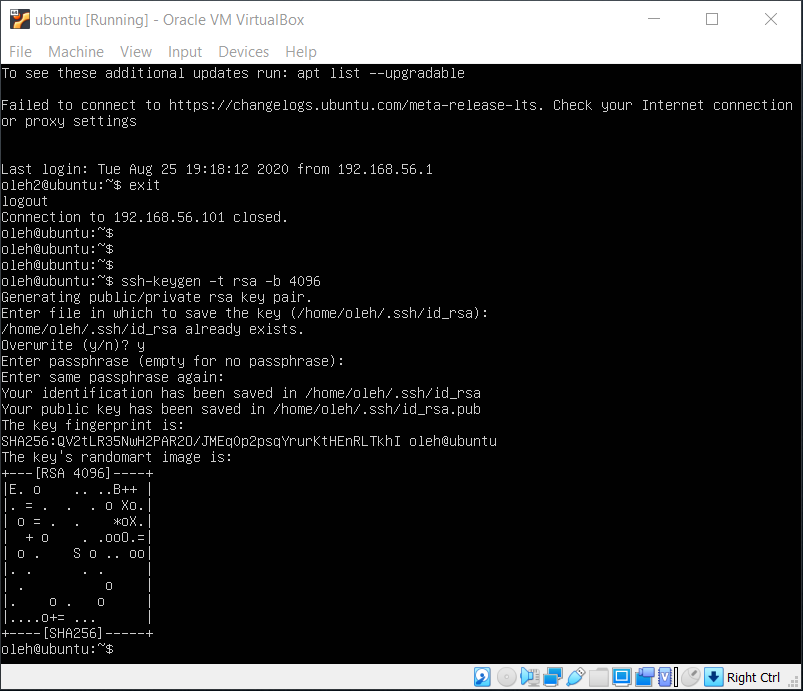 ubuntu [Running] - Oracle VM VirtualBox
File Machine View Input Devices Help
To see these additional updates run: apt list --upgradable
Failed to connect to https://changelogs.ubuntu.com/meta-release-lts. Check your Internet connection
or proxy settings
Last login: Tue Aug 25 19:18:12 2020 from 192.168.56.1
oleh2@ubuntu:~$ exit
logout
Connection to 192.168.56.101 closed.
oleh@ubuntu:~$
oleh@ubuntu:~$
oleh@ubuntu:~$
oleh@ubuntu:~$ ssh-keygen -t rsa -b 4096
Generating public/private rsa key pair.
Enter file in which to save the key (/home/oleh/.ssh/id_rsa):
/home/oleh/.ssh/id_rsa already exists.
Overwrite (y/n)? y
Enter passphrase (empty for no passphrase):
Enter same passphrase again:
Your identification has been saved in /home/oleh/.ssh/id_rsa
Your public key has been saved in /home/oleh/.ssh/id_rsa.pub
The key fingerprint is:
SHA256:QV2tLR35NwH2PAR2O/JMEq0p2psqYrurKtHEnRLTkhI oleh@ubuntu
The key's randomart image is:
+---[RSA 4096]----+
|E. o    .. ..B++ |
|. = .  .  . o Xo.|
| o = .  .    *oX.|
|  + o    . .ooO.=|
| o .    S o .. oo|
|. .      . .     |
| .          o    |
|.    o .   o     |
|....o+= ...      |
+----[SHA256]-----+
oleh@ubuntu:~$
Right Ctrl